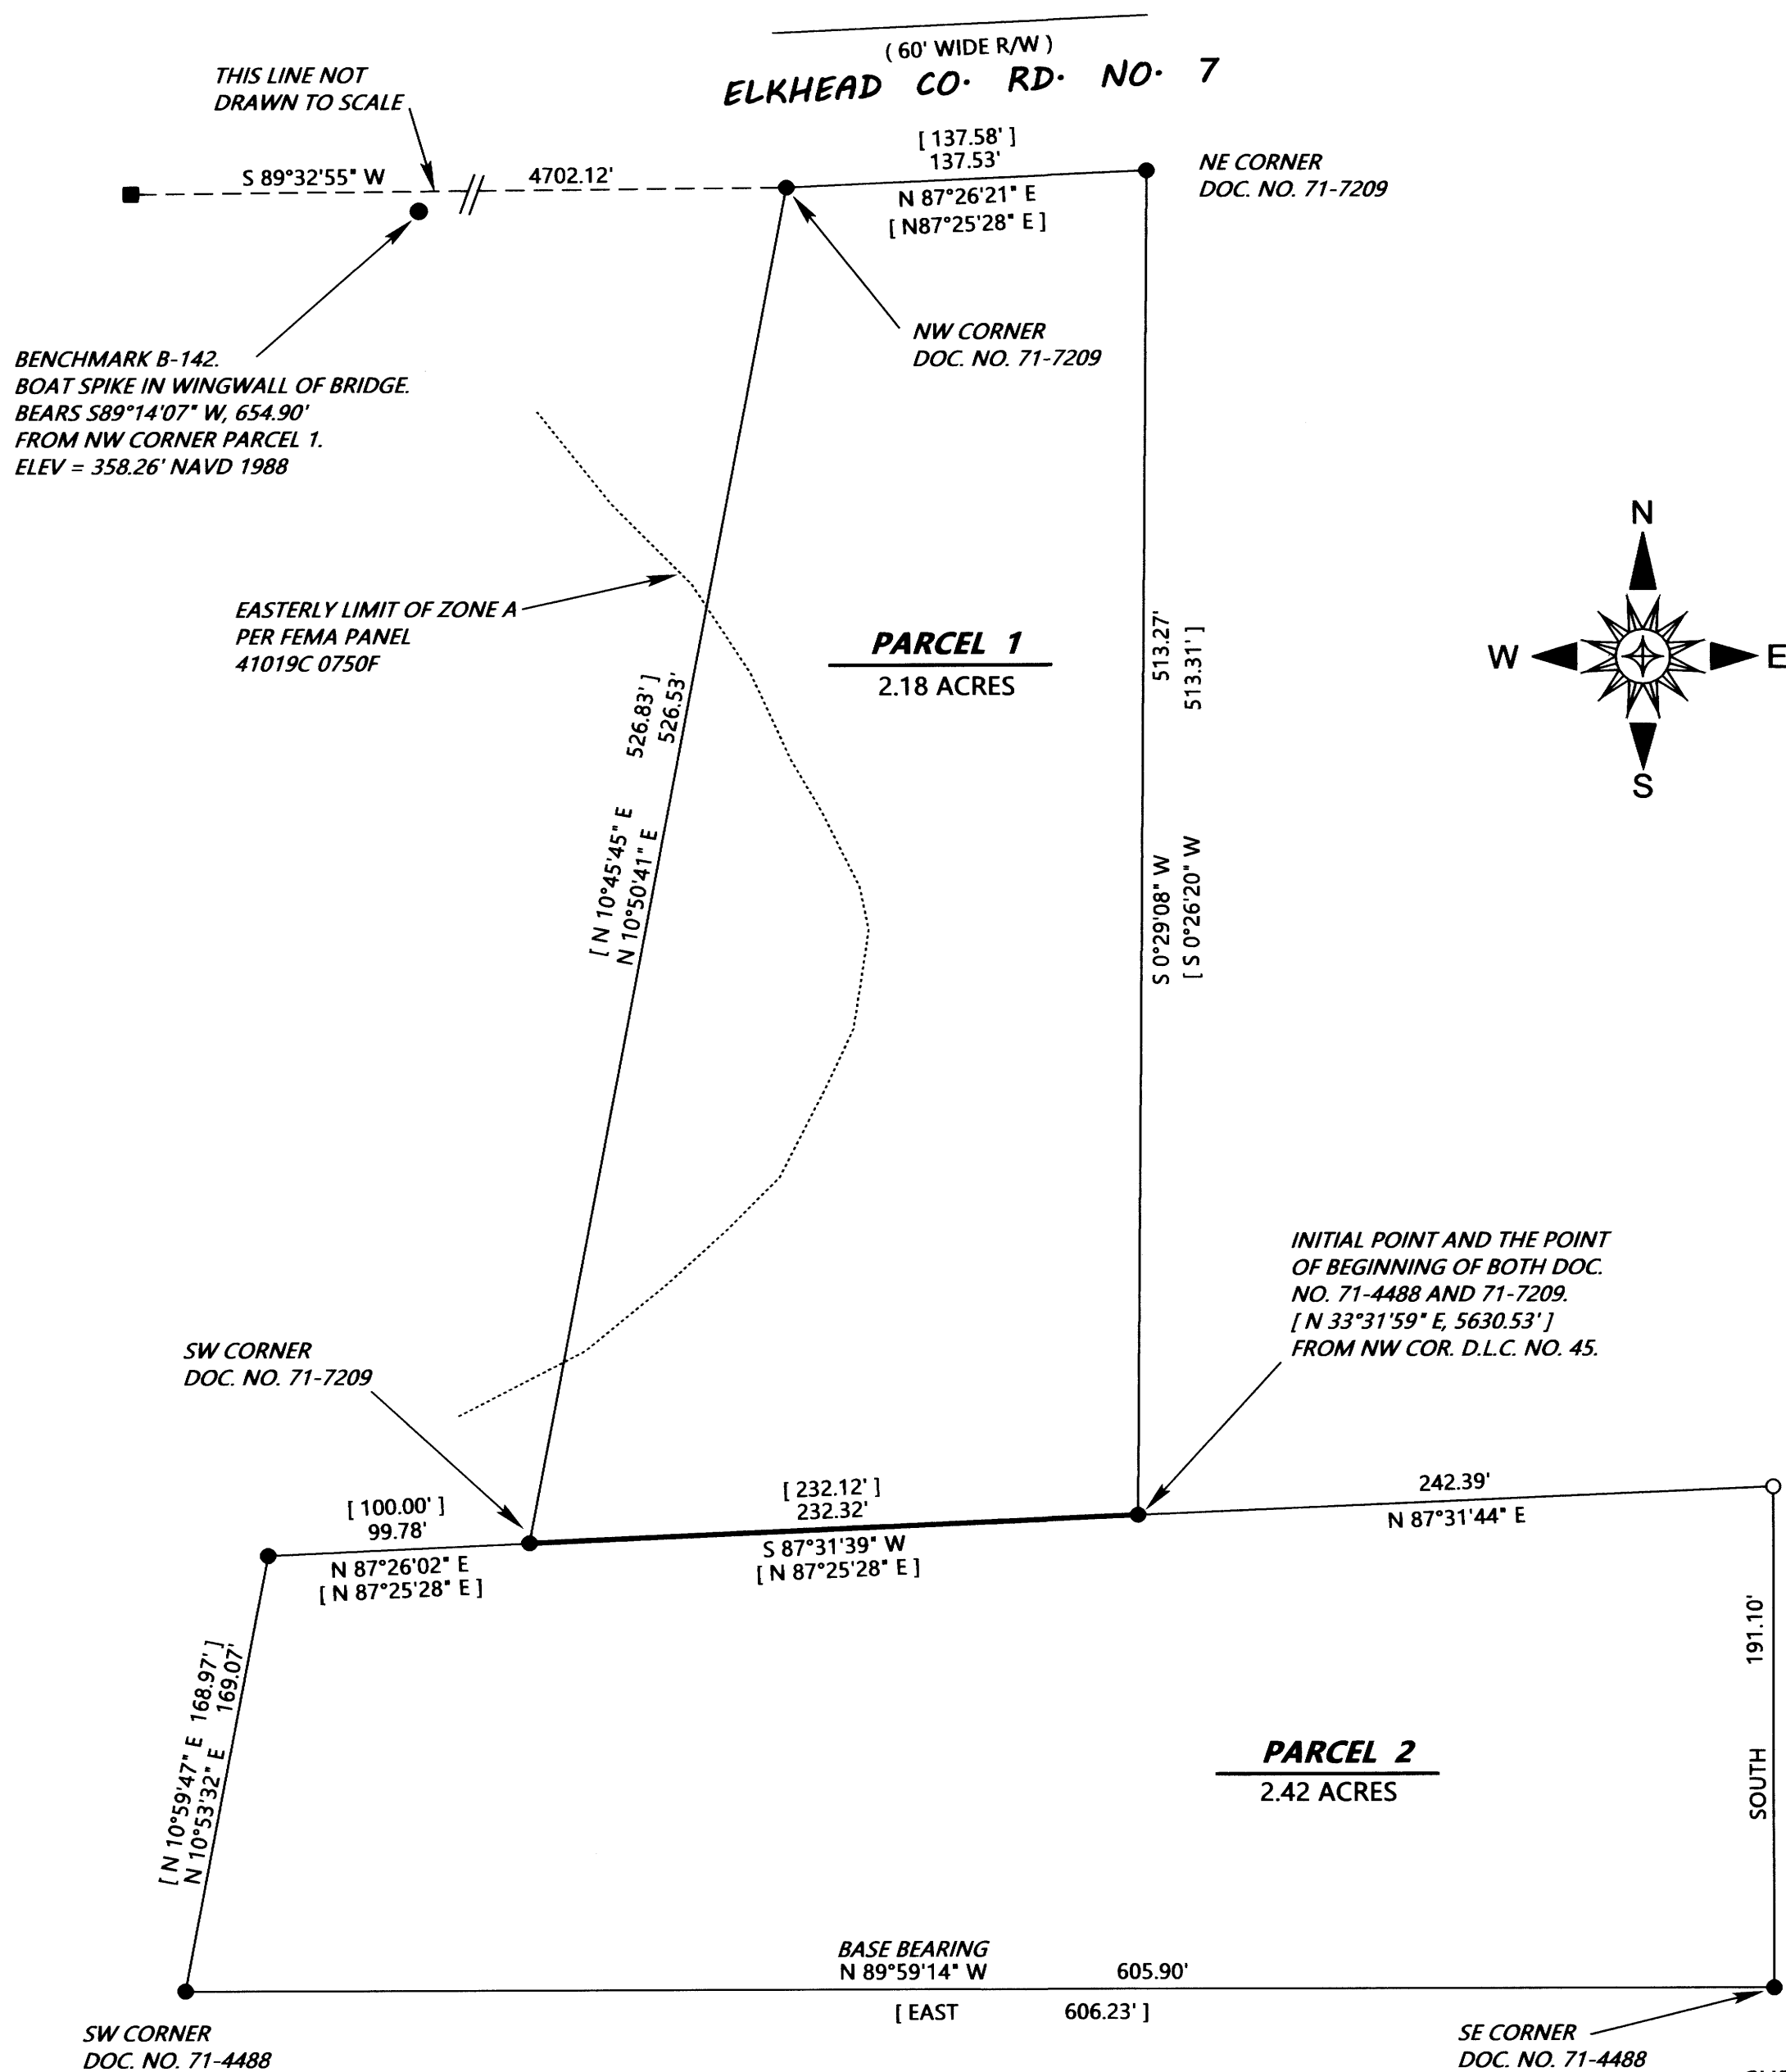 ( 60' WIDE R/W )
ELKHEAD CO. RD. NO. 7
THIS LINE NOT
DRAWN TO SCALE
S 89°32'55" W
4702.12'
[ 137.58' ]
137.53'
N 87°26'21" E
[ N87°25'28" E ]
NE CORNER
DOC. NO. 71-7209
NW CORNER
DOC. NO. 71-7209
BENCHMARK B-142.
BOAT SPIKE IN WINGWALL OF BRIDGE.
BEARS S89°14'07" W, 654.90'
FROM NW CORNER PARCEL 1.
ELEV = 358.26' NAVD 1988
N
W
E
S
EASTERLY LIMIT OF ZONE A
PER FEMA PANEL
41019C 0750F
PARCEL 1
2.18 ACRES
[ N 10°45'45" E 526.83' ]
N 10°50'41" E 526.53'
S 0°29'08" W 513.27'
[ S 0°26'20" W 513.31' ]
INITIAL POINT AND THE POINT
OF BEGINNING OF BOTH DOC.
NO. 71-4488 AND 71-7209.
[ N 33°31'59" E, 5630.53' ]
FROM NW COR. D.L.C. NO. 45.
SW CORNER
DOC. NO. 71-7209
[ 100.00' ]
99.78'
N 87°26'02" E
[ N 87°25'28" E ]
[ 232.12' ]
232.32'
S 87°31'39" W
[ N 87°25'28" E ]
242.39'
N 87°31'44" E
[ N 10°59'47" E 168.97' ]
N 10°53'32" E 169.07'
SOUTH 191.10'
PARCEL 2
2.42 ACRES
BASE BEARING
N 89°59'14" W 605.90'
[ EAST 606.23' ]
SW CORNER
DOC. NO. 71-4488
SE CORNER
DOC. NO. 71-4488